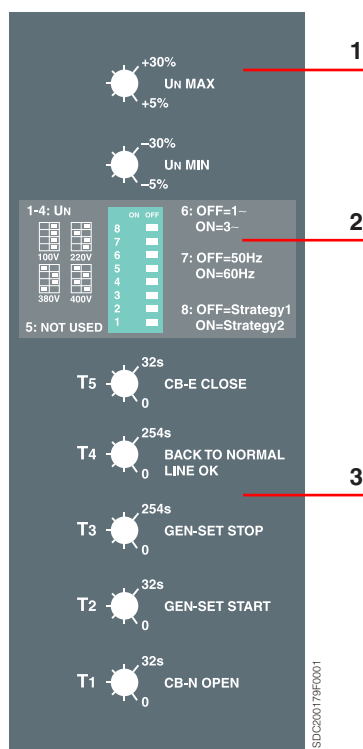 1
+30%
UN MAX
+5%
–30%
UN MIN
–5%
2
1-4: UN
100V 220V
380V 400V
5: NOT USED
ON OFF
8
7
6
5
4
3
2
1
6: OFF=1~
ON=3~
7: OFF=50Hz
ON=60Hz
8: OFF=Strategy1
ON=Strategy2
32s
T5 CB-E CLOSE
0
254s
T4 BACK TO NORMAL
LINE OK
0
3
254s
T3 GEN-SET STOP
0
32s
T2 GEN-SET START
0
32s
T1 CB-N OPEN
0
SDC200179F0001